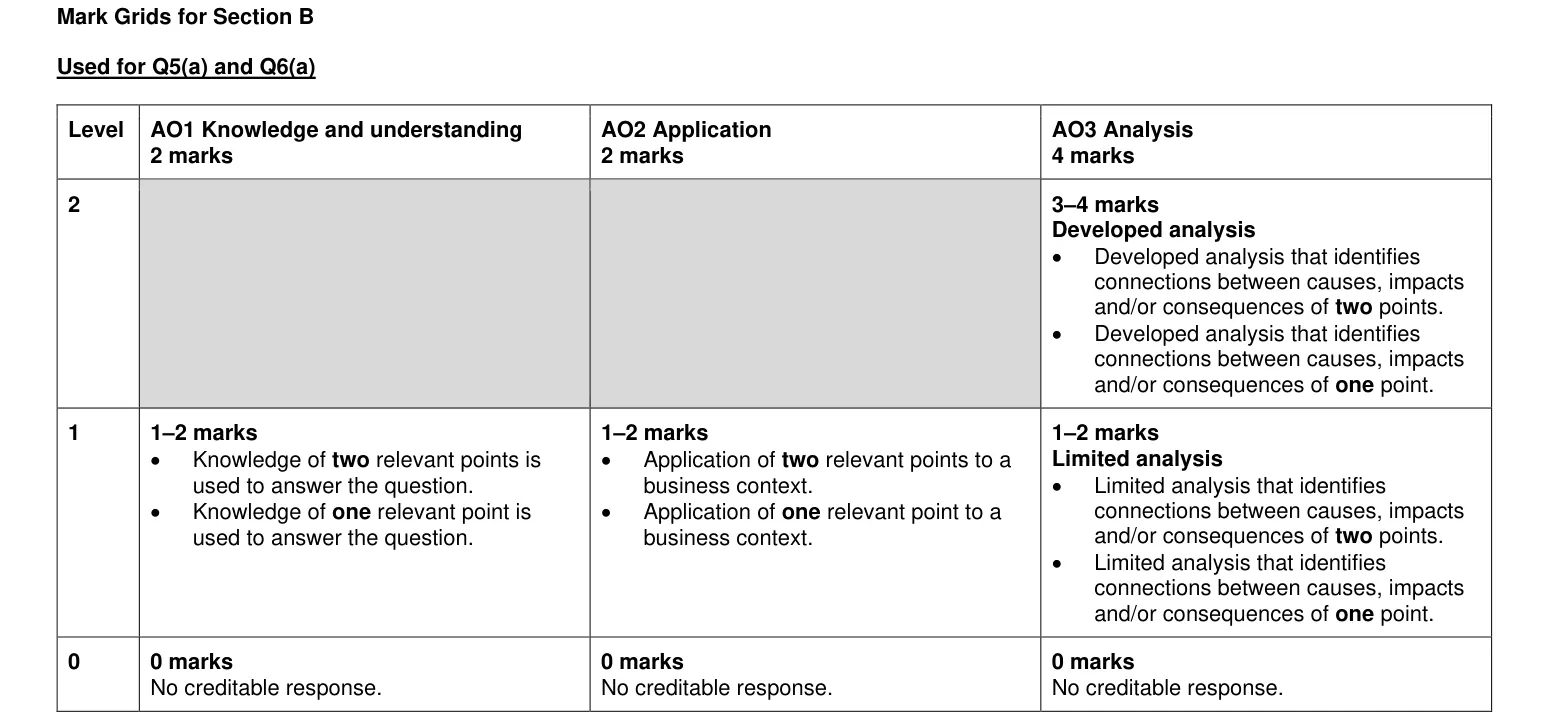 Mark Grids for Section B
Used for Q5(a) and Q6(a)
Level
AO1 Knowledge and understanding
2 marks
AO2 Application
2 marks
AO3 Analysis
4 marks
2
3–4 marks
Developed analysis
• Developed analysis that identifies
connections between causes, impacts
and/or consequences of two points.
• Developed analysis that identifies
connections between causes, impacts
and/or consequences of one point.
1
1–2 marks
• Knowledge of two relevant points is
used to answer the question.
• Knowledge of one relevant point is
used to answer the question.
1–2 marks
• Application of two relevant points to a
business context.
• Application of one relevant point to a
business context.
1–2 marks
Limited analysis
• Limited analysis that identifies
connections between causes, impacts
and/or consequences of two points.
• Limited analysis that identifies
connections between causes, impacts
and/or consequences of one point.
0
0 marks
No creditable response.
0 marks
No creditable response.
0 marks
No creditable response.